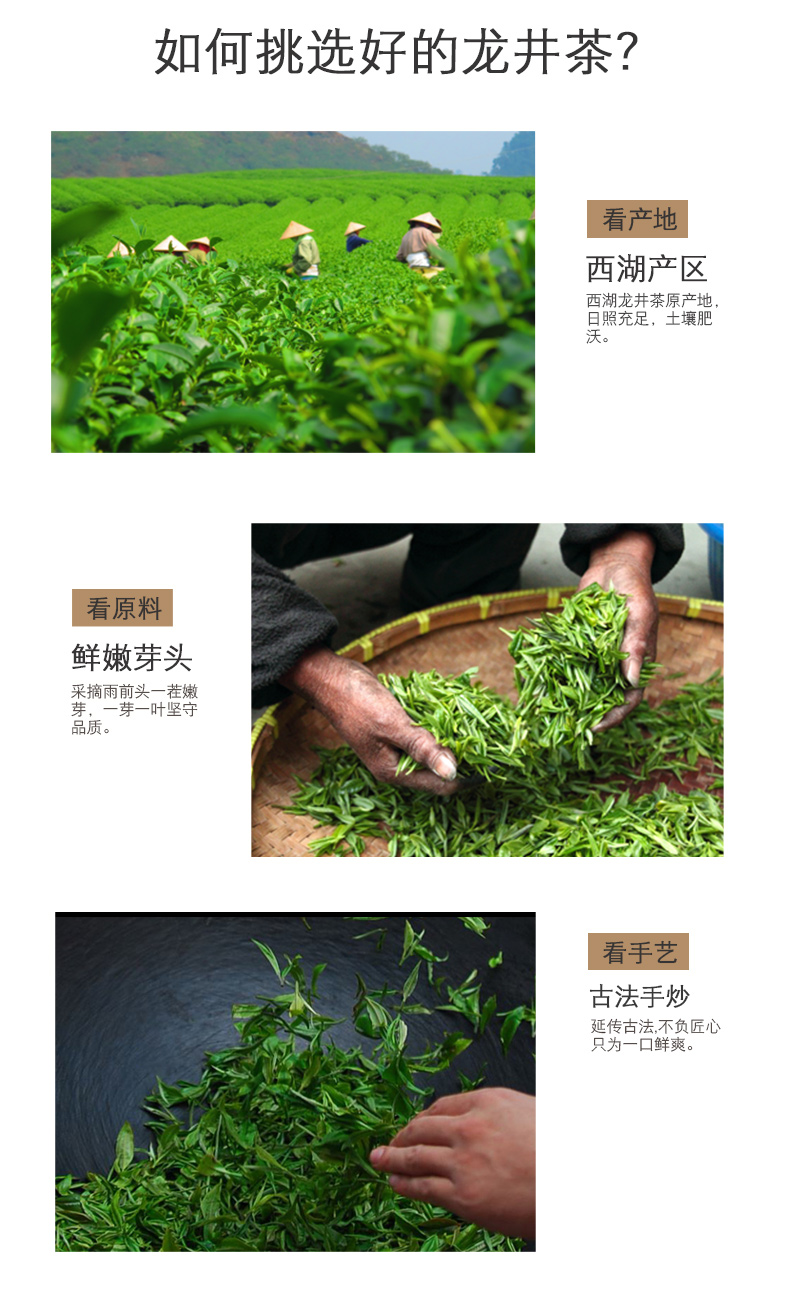 如何挑选好的龙井茶？
看产地
西湖产区
西湖龙井茶原产地，
日照充足，土壤肥
沃。
看原料
鲜嫩芽头
采摘雨前头一茬嫩
芽，一芽一叶坚守
品质。
看手艺
古法手炒
延传古法,不负匠心
只为一口鲜爽。